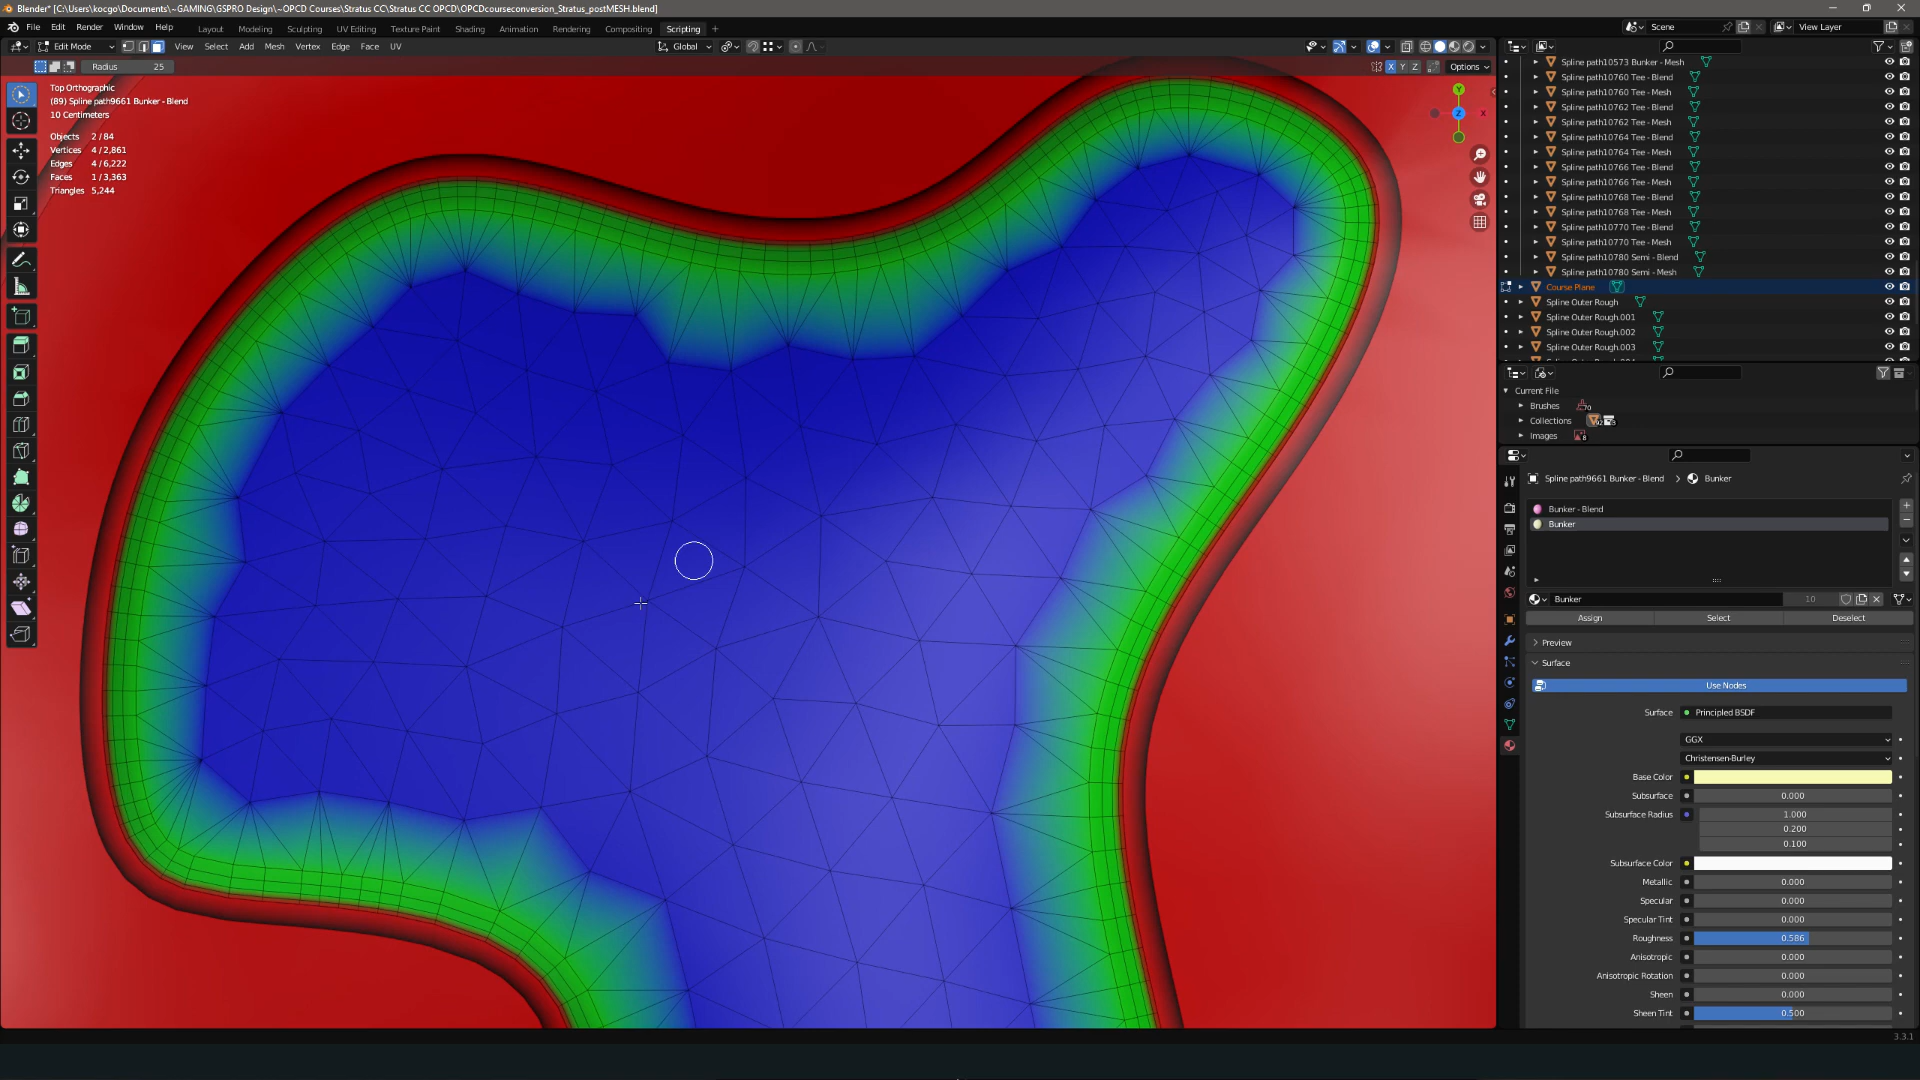 Blender* [C:\Users\kocgo\Documents\~GAMING\GSPRO Design\~OPCD Courses\Stratus CC\Stratus CC OPCD\OPCDcourseconversion_Stratus_postMESH.blend]
File Edit Render Window Help Layout Modeling Sculpting UV Editing Texture Paint Shading Animation Rendering Compositing Scripting + Scene View Layer
Edit Mode View Select Add Mesh Vertex Edge Face UV Global
Radius 25 X Y Z Options
Top Orthographic
(89) Spline path9661 Bunker - Blend
10 Centimeters
Objects 2 / 84
Vertices 4 / 2,861
Edges 4 / 6,222
Faces 1 / 3,363
Triangles 5,244
Y
Z
X
Spline path10573 Bunker - Mesh
Spline path10760 Tee - Blend
Spline path10760 Tee - Mesh
Spline path10762 Tee - Blend
Spline path10762 Tee - Mesh
Spline path10764 Tee - Blend
Spline path10764 Tee - Mesh
Spline path10766 Tee - Blend
Spline path10766 Tee - Mesh
Spline path10768 Tee - Blend
Spline path10768 Tee - Mesh
Spline path10770 Tee - Blend
Spline path10770 Tee - Mesh
Spline path10780 Semi - Blend
Spline path10780 Semi - Mesh
Course Plane
Spline Outer Rough
Spline Outer Rough.001
Spline Outer Rough.002
Spline Outer Rough.003
Current File
Brushes 70
Collections
Images 8
Spline path9661 Bunker - Blend > Bunker
Bunker - Blend
Bunker
Bunker 10
Assign Select Deselect
Preview
Surface
Use Nodes
Surface Principled BSDF
GGX
Christensen-Burley
Base Color
Subsurface 0.000
Subsurface Radius 1.000
0.200
0.100
Subsurface Color
Metallic 0.000
Specular 0.000
Specular Tint 0.000
Roughness 0.586
Anisotropic 0.000
Anisotropic Rotation 0.000
Sheen 0.000
Sheen Tint 0.500
3.3.1